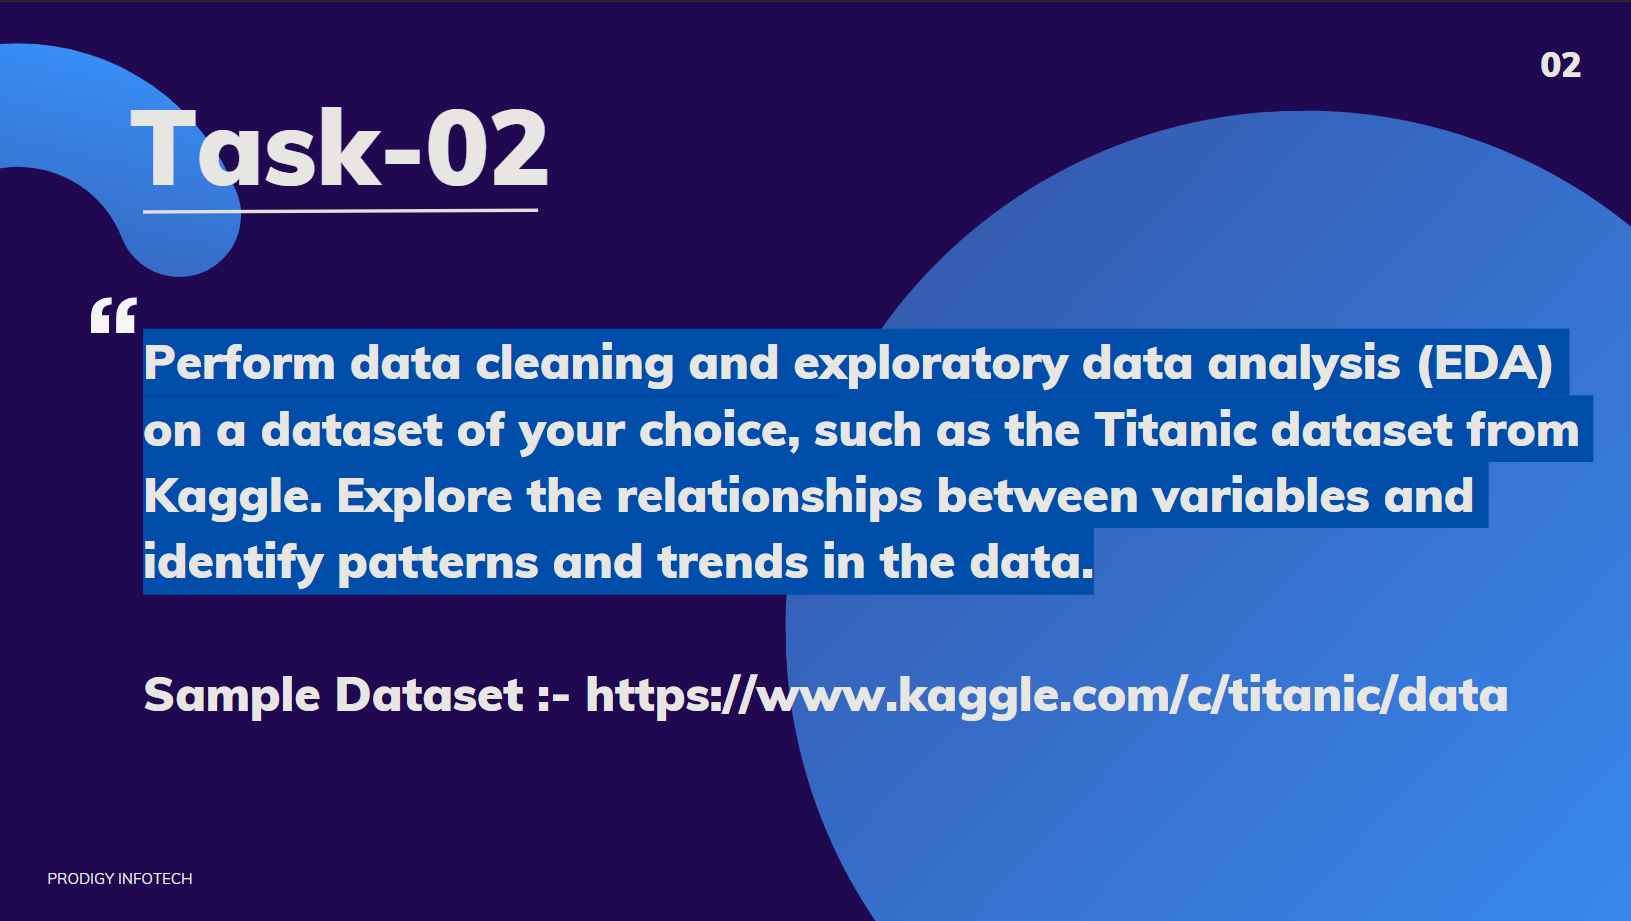 02
Task-02
“
Perform data cleaning and exploratory data analysis (EDA)
on a dataset of your choice, such as the Titanic dataset from
Kaggle. Explore the relationships between variables and
identify patterns and trends in the data.
Sample Dataset :- https://www.kaggle.com/c/titanic/data
PRODIGY INFOTECH